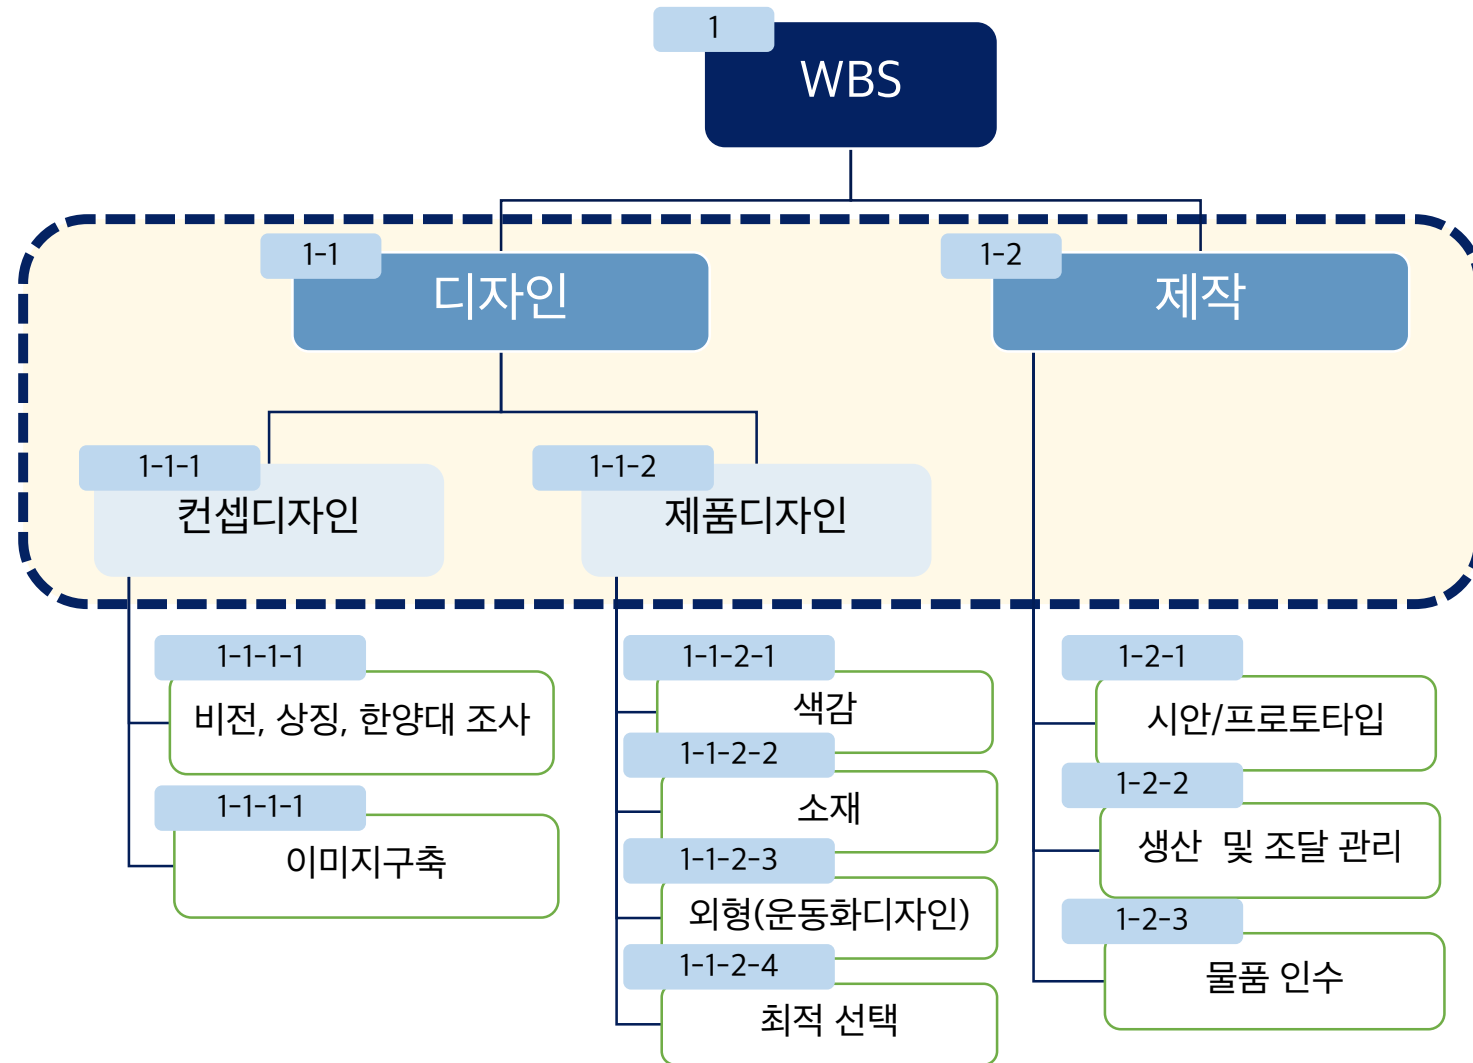 1
WBS
1-1
디자인
1-2
제작
1-1-1
컨셉디자인
1-1-2
제품디자인
1-1-1-1
비전, 상징, 한양대 조사
1-1-1-1
이미지구축
1-1-2-1
색감
1-1-2-2
소재
1-1-2-3
외형(운동화디자인)
1-1-2-4
최적 선택
1-2-1
시안/프로토타입
1-2-2
생산 및 조달 관리
1-2-3
물품 인수